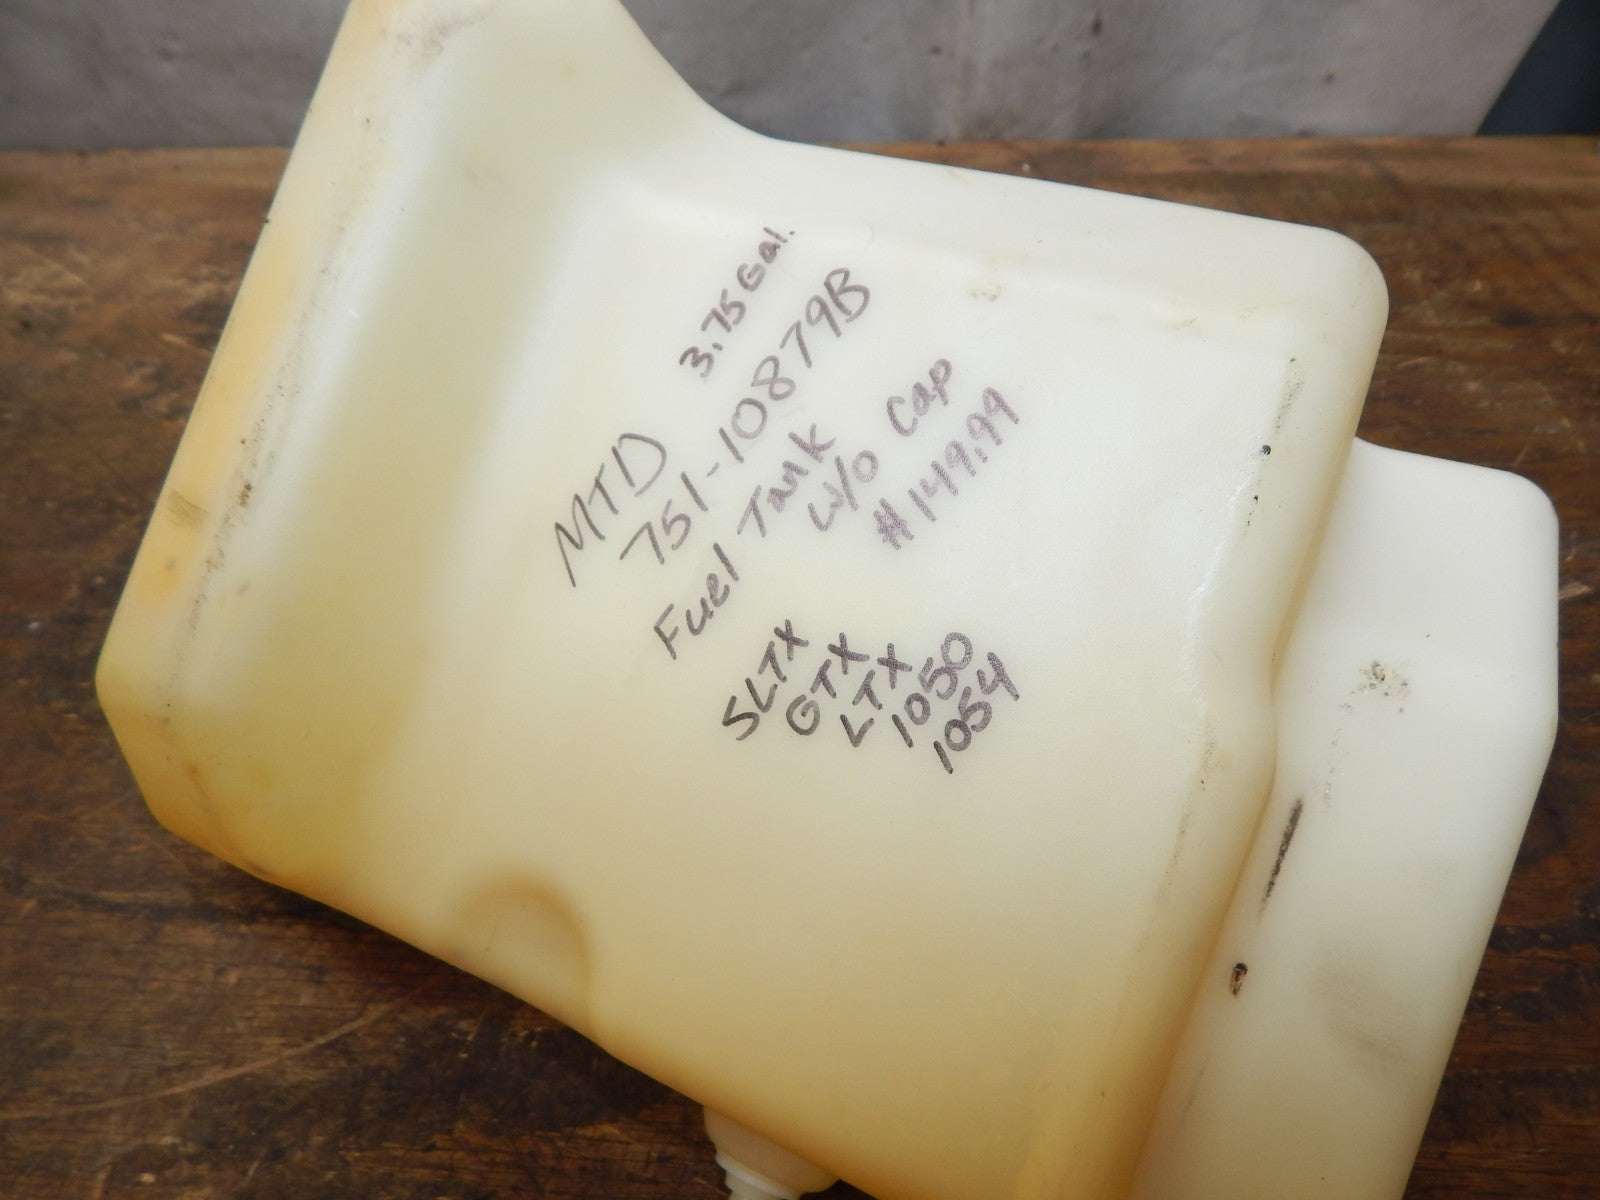 3.75 Gal.
MTD
751-10879B
Fuel Tank
w/o Cap
#149.99
SLTX
GTX
LTX
1050
1054